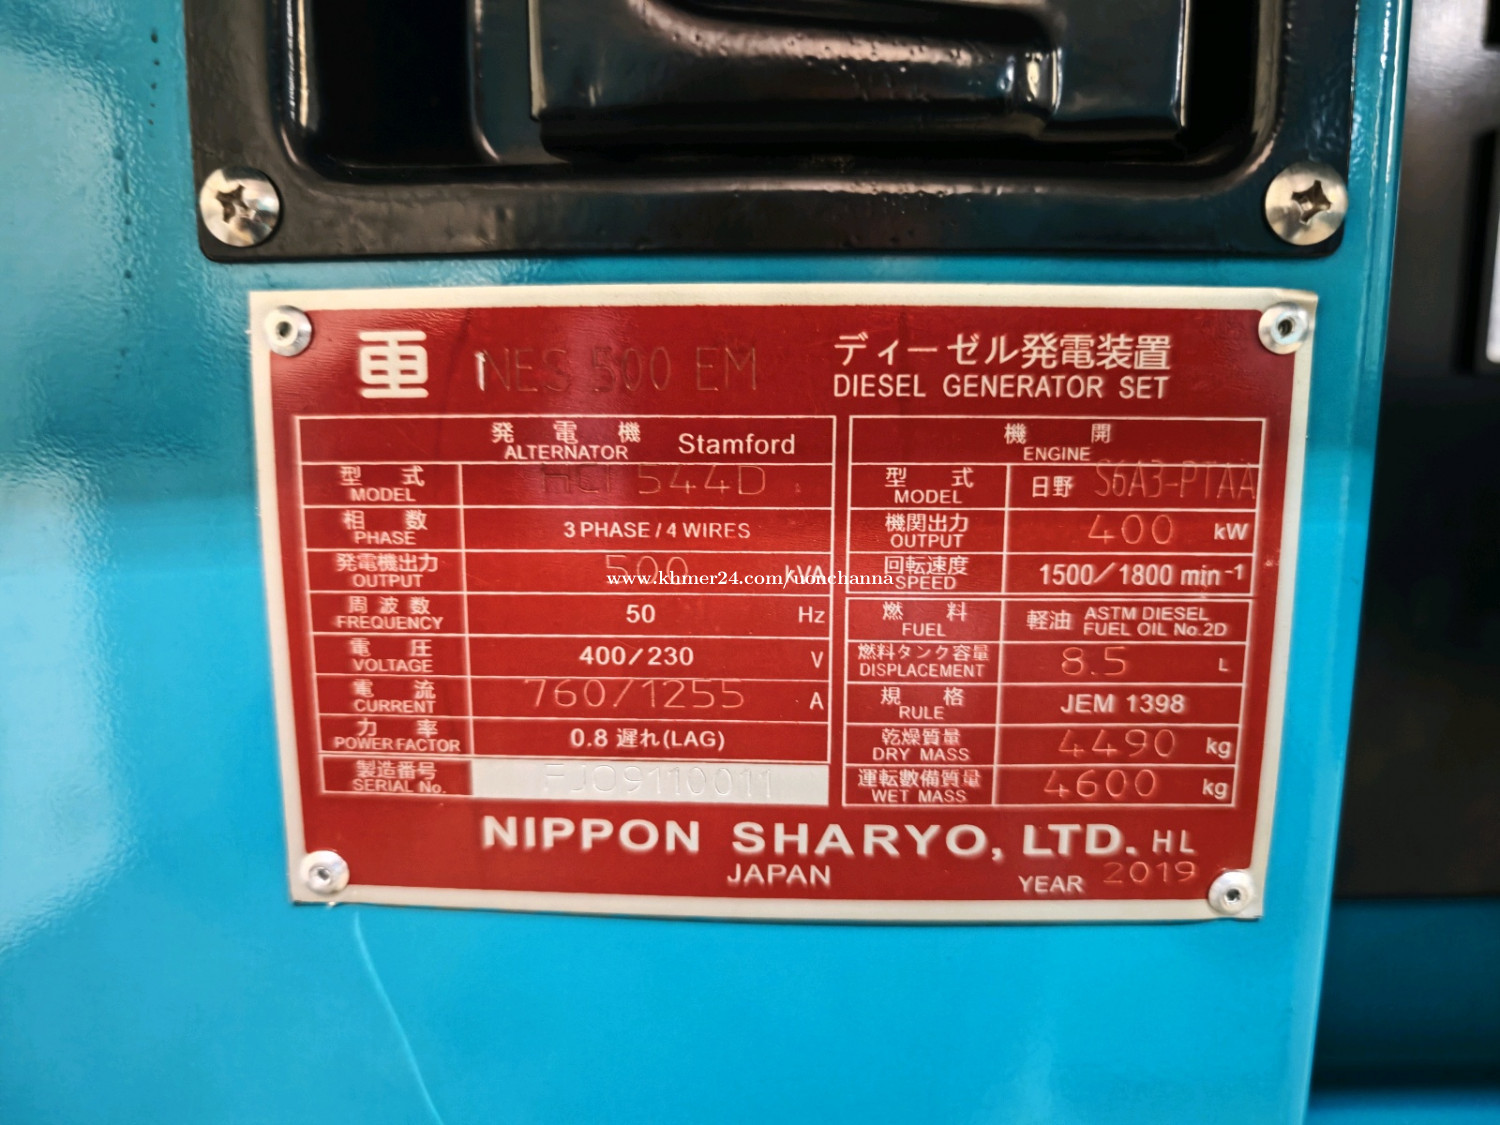 車 NES 500 EM
ディーゼル発電装置
DIESEL GENERATOR SET
発電機 Stamford
ALTERNATOR
型式 HCI 544D
MODEL
相数 3 PHASE / 4 WIRES
PHASE
発電機出力 500 kVA
OUTPUT
周波数 50 Hz
FREQUENCY
電圧 400/230 V
VOLTAGE
電流 760/1255 A
CURRENT
力率 0.8 遅れ(LAG)
POWER FACTOR
製造番号 FJ09110011
SERIAL No.
機開
ENGINE
型式 日野 S6A3-PTAA
MODEL
機関出力 400 kW
OUTPUT
回転速度 1500/1800 min⁻¹
SPEED
燃料 軽油 ASTM DIESEL
FUEL FUEL OIL No.2D
燃料タンク容量 8.5 L
DISPLACEMENT
規格 JEM 1398
RULE
乾燥質量 4490 kg
DRY MASS
運転數備質量 4600 kg
WET MASS
www.khmer24.com/uonchanna
NIPPON SHARYO, LTD. HL
JAPAN
YEAR 2019